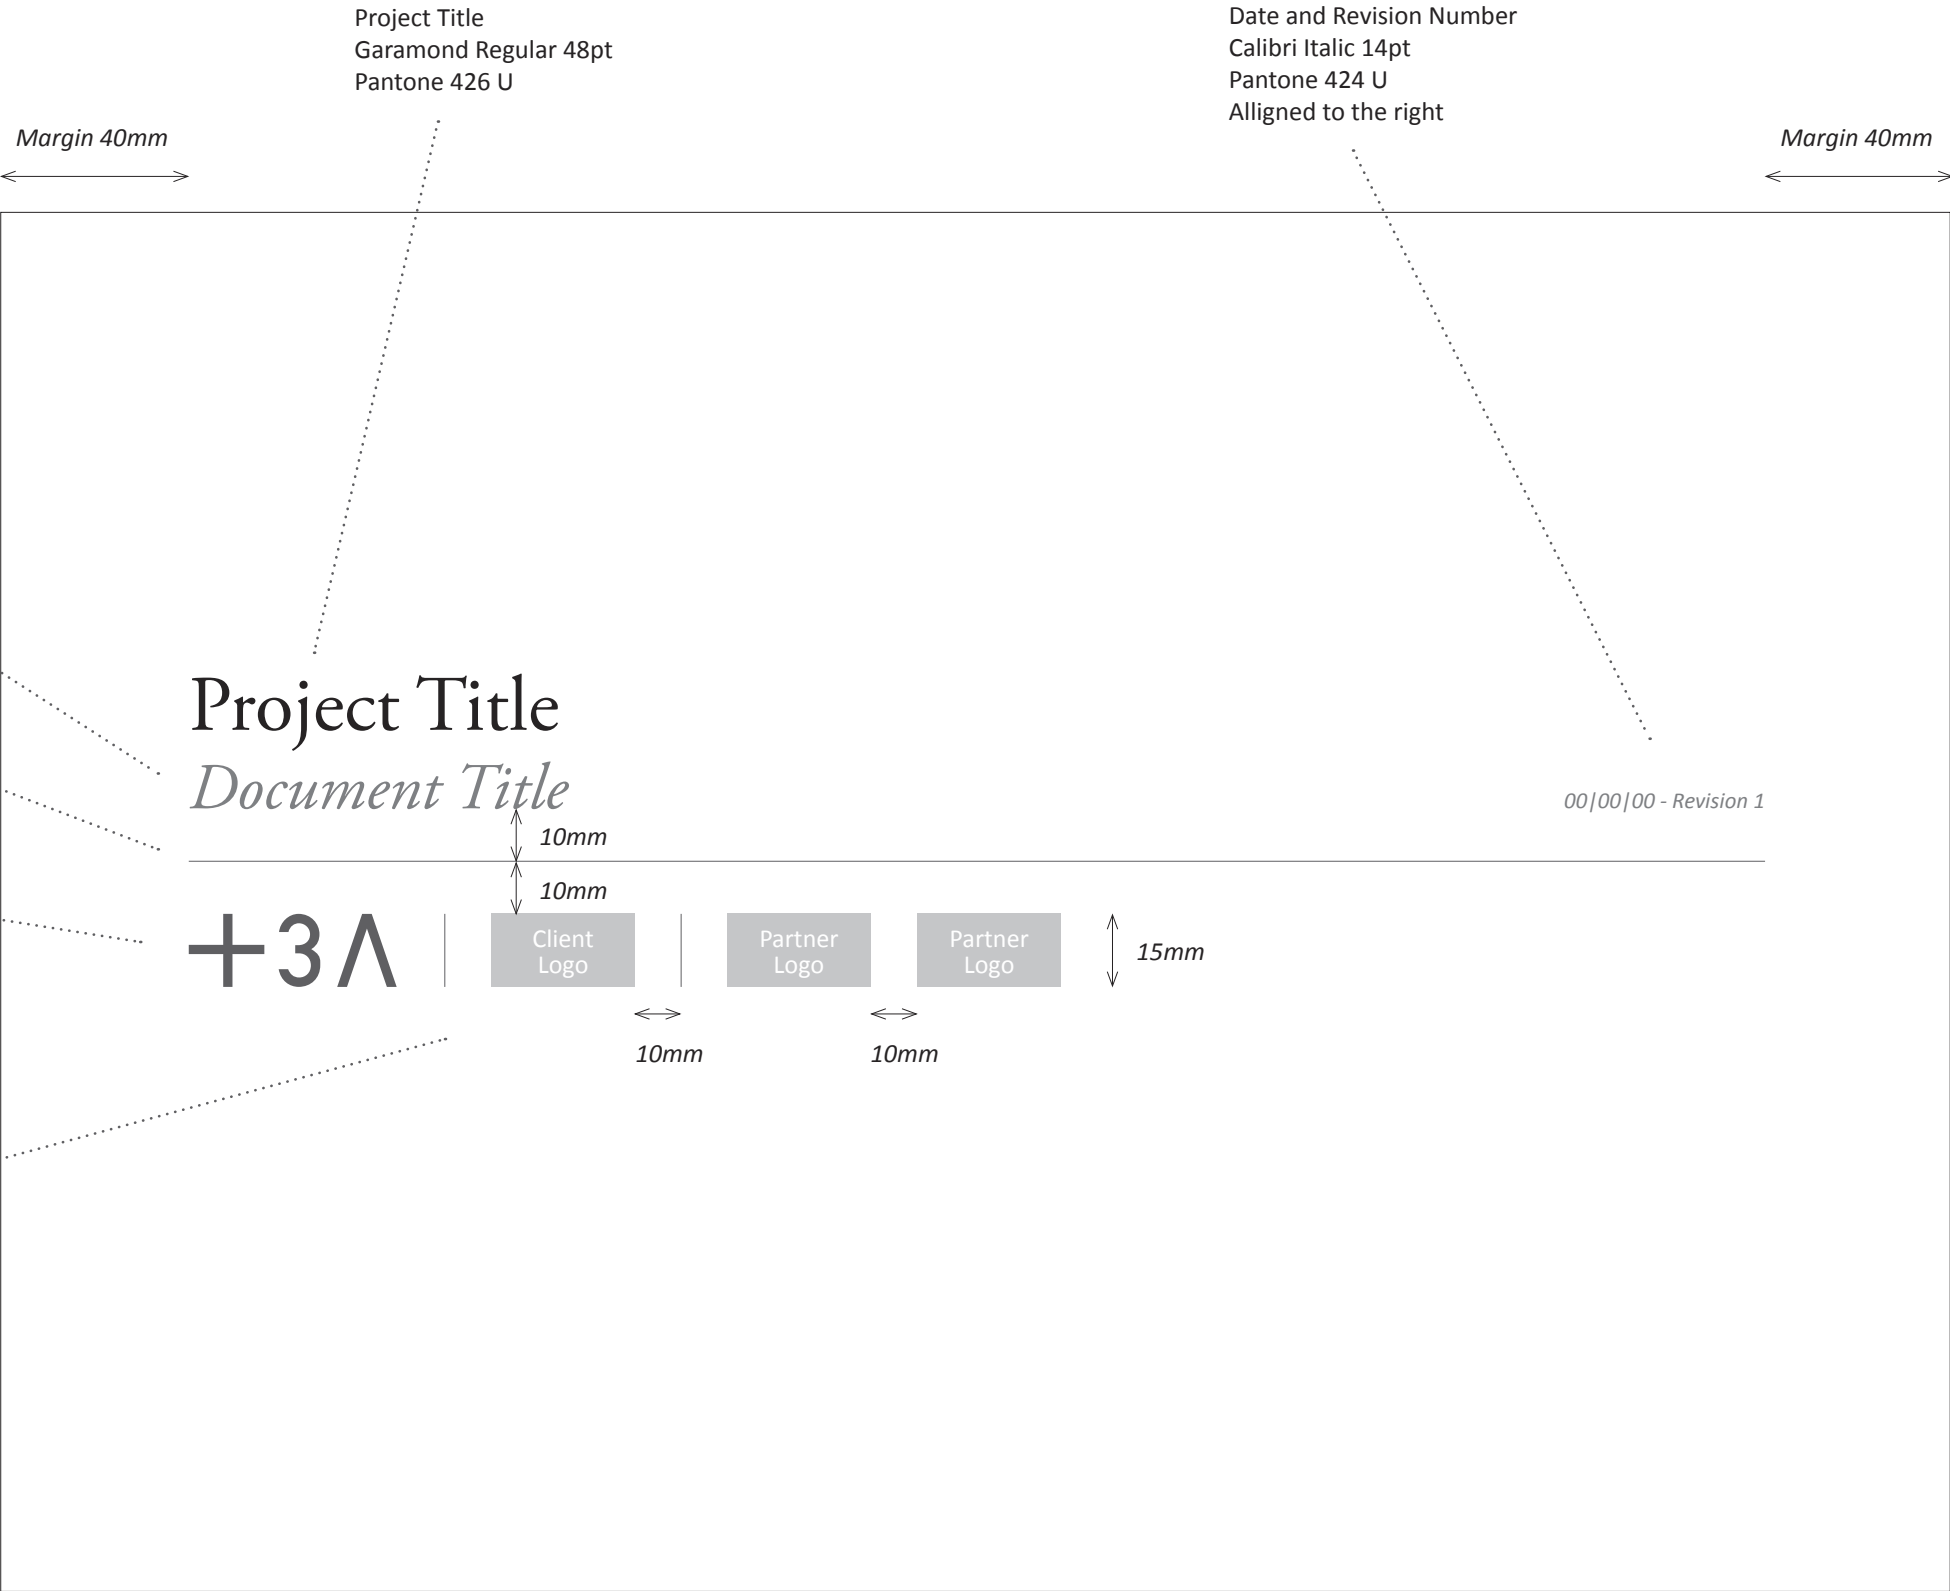 Project Title
Garamond Regular 48pt
Pantone 426 U
Date and Revision Number
Calibri Italic 14pt
Pantone 424 U
Alligned to the right
Margin 40mm
Margin 40mm
Project Title
Document Title
00|00|00 - Revision 1
10mm
10mm
+3Λ
Client
Logo
Partner
Logo
Partner
Logo
15mm
10mm
10mm